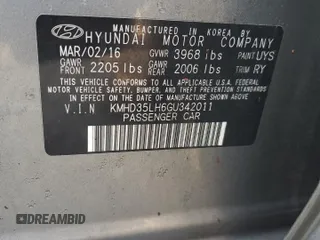 MANUFACTURED IN KOREA BY
HYUNDAI MOTOR COMPANY
MAR/02/16 GVWR 3968 lbs PAINT UYS
GAWR FRONT 2205 lbs GAWR REAR 2006 lbs TRIM RY
THIS VEHICLE CONFORMS TO ALL APPLICABLE
FEDERAL MOTOR VEHICLE SAFETY, BUMPER, AND
THEFT PREVENTION STANDARDS IN EFFECT ON
THE DATE OF MANUFACTURE SHOWN ABOVE.
V.I.N KMHD35LH6GU342011
PASSENGER CAR
DREAMBID